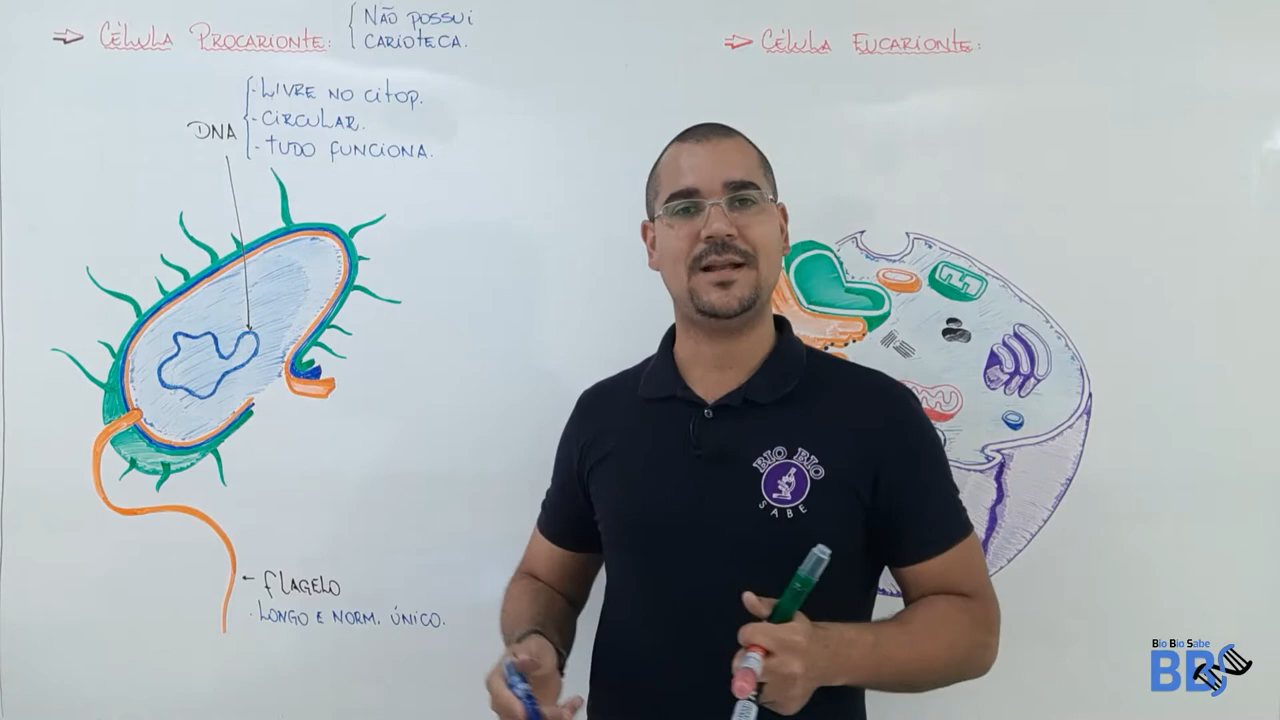 ⇒ CÉLULA PROCARIONTE:
NÃO POSSUI
CARIOTECA.
DNA
- LIVRE NO CITOP.
- CIRCULAR.
- TUDO FUNCIONA.
← FLAGELO
· LONGO E NORM. ÚNICO.
⇒ CÉLULA EUCARIONTE:
BIO BIO
SABE
Bio Bio Sabe
BBS